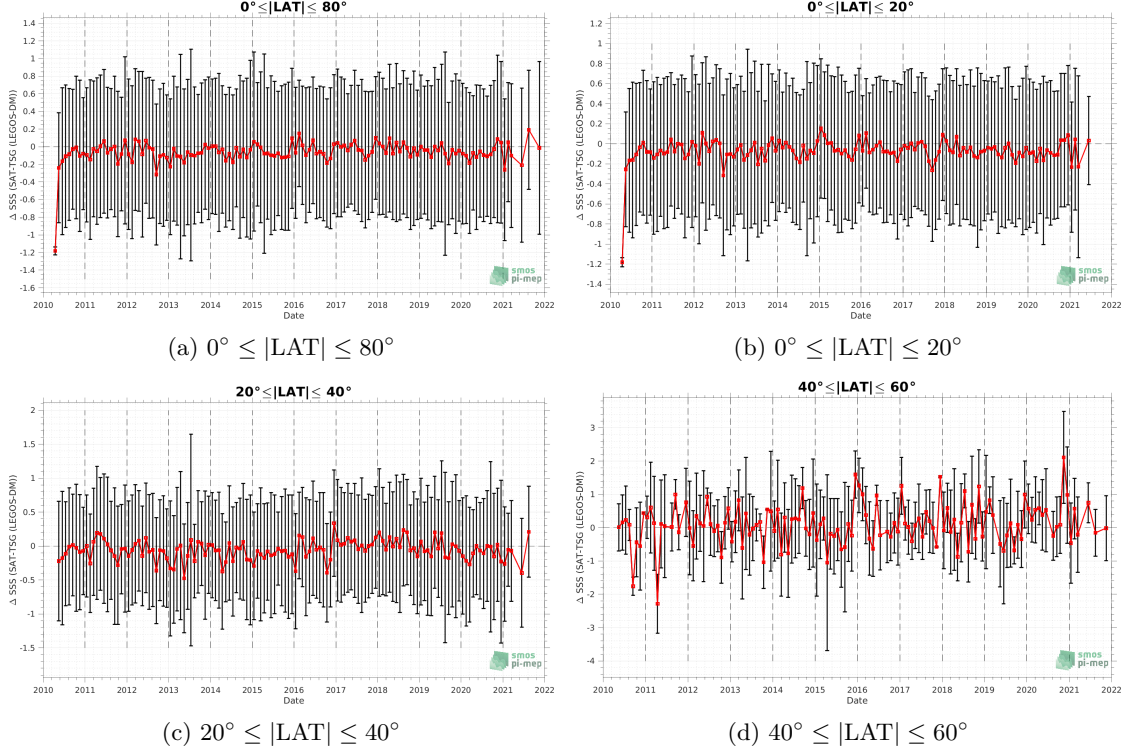 0°≤|LAT|≤ 80°
Δ SSS (SAT-TSG (LEGOS-DM))
1.4
1.2
1
0.8
0.6
0.4
0.2
0
-0.2
-0.4
-0.6
-0.8
-1
-1.2
-1.4
-1.6
smos
pi-mep
2010 2011 2012 2013 2014 2015 2016 2017 2018 2019 2020 2021 2022
Date
(a) 0° ≤ |LAT| ≤ 80°
0°≤|LAT|≤ 20°
Δ SSS (SAT-TSG (LEGOS-DM))
1.2
1
0.8
0.6
0.4
0.2
0
-0.2
-0.4
-0.6
-0.8
-1
-1.2
-1.4
smos
pi-mep
2010 2011 2012 2013 2014 2015 2016 2017 2018 2019 2020 2021 2022
Date
(b) 0° ≤ |LAT| ≤ 20°
20°≤|LAT|≤ 40°
Δ SSS (SAT-TSG (LEGOS-DM))
2
1.5
1
0.5
0
-0.5
-1
-1.5
smos
pi-mep
2010 2011 2012 2013 2014 2015 2016 2017 2018 2019 2020 2021 2022
Date
(c) 20° ≤ |LAT| ≤ 40°
40°≤|LAT|≤ 60°
Δ SSS (SAT-TSG (LEGOS-DM))
3
2
1
0
-1
-2
-3
-4
smos
pi-mep
2010 2011 2012 2013 2014 2015 2016 2017 2018 2019 2020 2021 2022
Date
(d) 40° ≤ |LAT| ≤ 60°